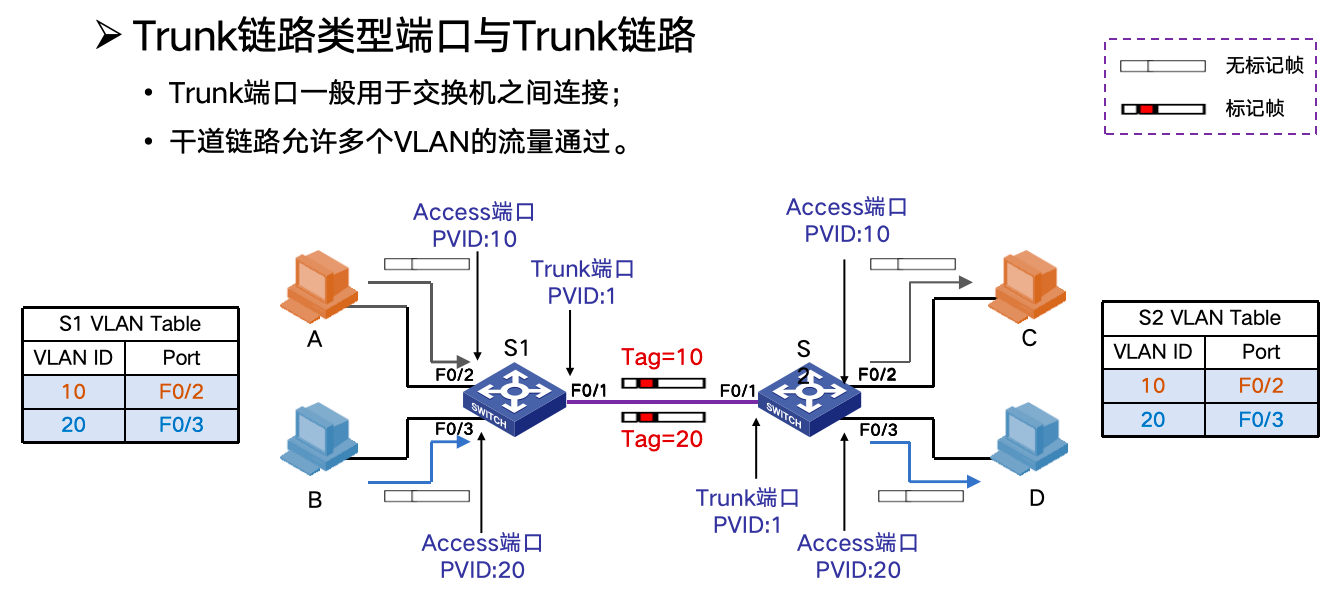 Trunk链路类型端口与Trunk链路
• Trunk端口一般用于交换机之间连接；
• 干道链路允许多个VLAN的流量通过。
无标记帧
标记帧
Access端口
PVID:10
Trunk端口
PVID:1
Access端口
PVID:10
A
C
S1 VLAN Table
VLAN ID Port
10 F0/2
20 F0/3
S1
F0/2
F0/1
F0/3
SWITCH
Tag=10
Tag=20
S
2
F0/1
F0/2
F0/3
SWITCH
S2 VLAN Table
VLAN ID Port
10 F0/2
20 F0/3
B
D
Access端口
PVID:20
Trunk端口
PVID:1
Access端口
PVID:20